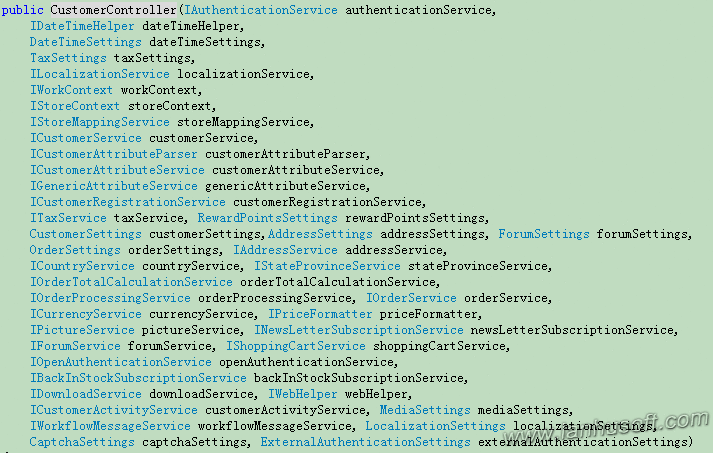 public CustomerController(IAuthenticationService authenticationService,
IDateTimeHelper dateTimeHelper,
DateTimeSettings dateTimeSettings,
TaxSettings taxSettings,
ILocalizationService localizationService,
IWorkContext workContext,
IStoreContext storeContext,
IStoreMappingService storeMappingService,
ICustomerService customerService,
ICustomerAttributeParser customerAttributeParser,
ICustomerAttributeService customerAttributeService,
IGenericAttributeService genericAttributeService,
ICustomerRegistrationService customerRegistrationService,
ITaxService taxService, RewardPointsSettings rewardPointsSettings,
CustomerSettings customerSettings,AddressSettings addressSettings, ForumSettings forumSettings,
OrderSettings orderSettings, IAddressService addressService,
ICountryService countryService, IStateProvinceService stateProvinceService,
IOrderTotalCalculationService orderTotalCalculationService,
IOrderProcessingService orderProcessingService, IOrderService orderService,
ICurrencyService currencyService, IPriceFormatter priceFormatter,
IPictureService pictureService, INewsLetterSubscriptionService newsLetterSubscriptionService,
IForumService forumService, IShoppingCartService shoppingCartService,
IOpenAuthenticationService openAuthenticationService,
IBackInStockSubscriptionService backInStockSubscriptionService,
IDownloadService downloadService, IWebHelper webHelper,
ICustomerActivityService customerActivityService, MediaSettings mediaSettings,
IWorkflowMessageService workflowMessageService, LocalizationSettings localizationSettings,
CaptchaSettings captchaSettings, ExternalAuthenticationSettings externalAuthenticationSettings)